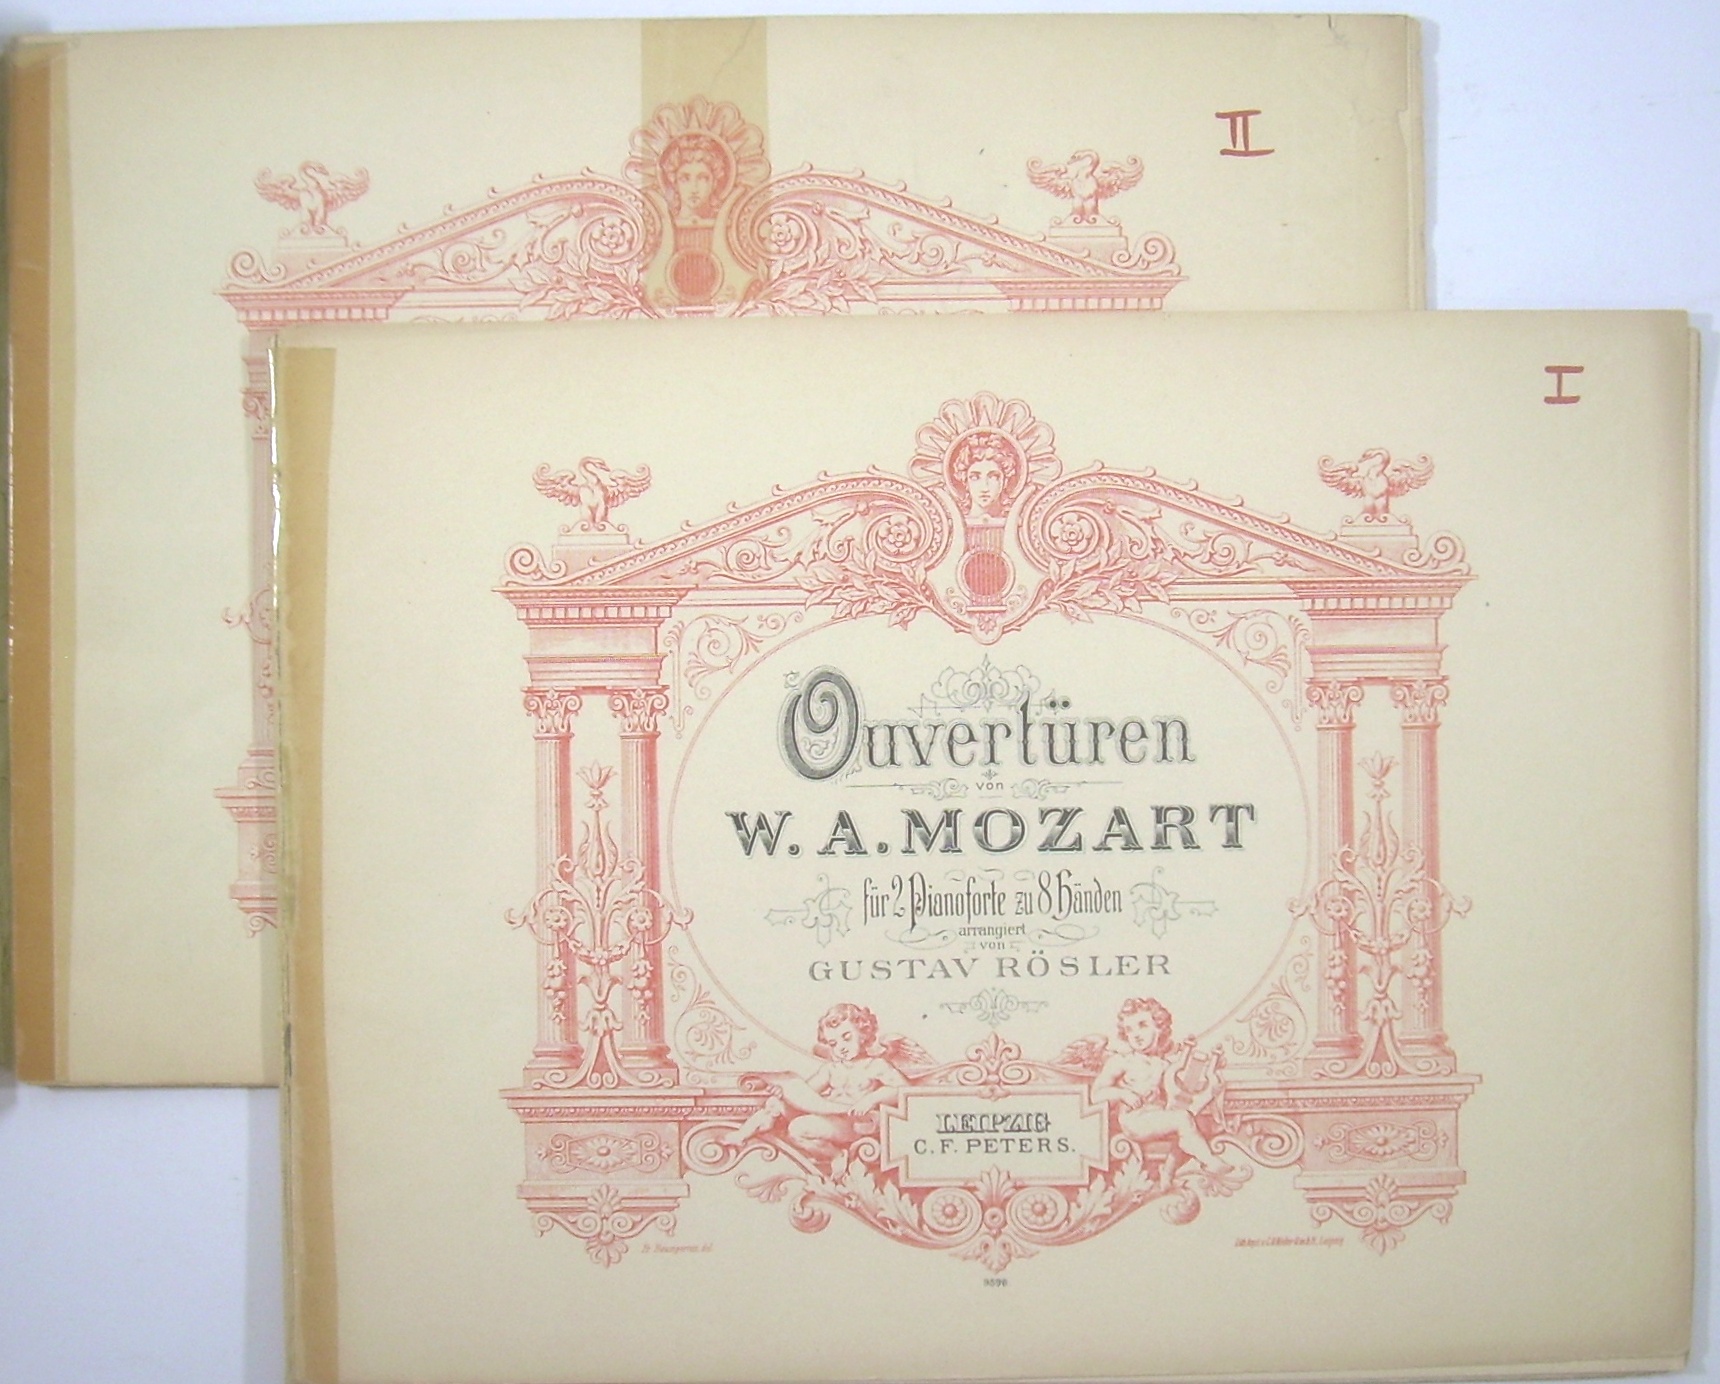 II
I
Ouvertüren
von
W. A. MOZART
für 2 Pianoforte zu 8 Händen
arrangiert
von
GUSTAV RÖSLER
LEIPZIG
C. F. PETERS.